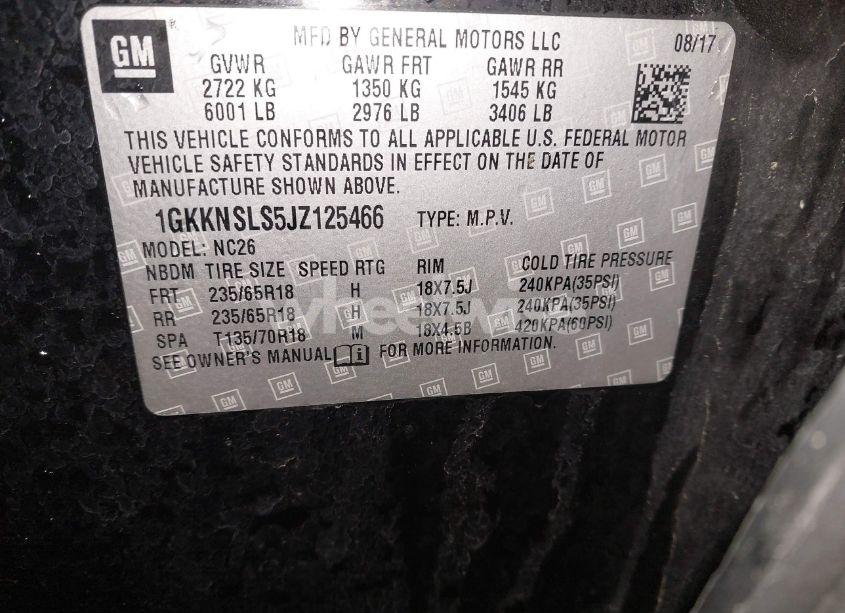 GM ® MFD BY GENERAL MOTORS LLC 08/17
GVWR GAWR FRT GAWR RR
2722 KG 1350 KG 1545 KG
6001 LB 2976 LB 3406 LB
THIS VEHICLE CONFORMS TO ALL APPLICABLE U.S. FEDERAL MOTOR
VEHICLE SAFETY STANDARDS IN EFFECT ON THE DATE OF
MANUFACTURE SHOWN ABOVE.
1GKKNSLS5JZ125466 TYPE: M.P.V.
MODEL: NC26
NBDM TIRE SIZE SPEED RTG RIM COLD TIRE PRESSURE
FRT 235/65R18 H 18X7.5J 240KPA(35PSI)
RR 235/65R18 H 18X7.5J 240KPA(35PSI)
SPA T135/70R18 M 18X4.5B 420KPA(60PSI)
SEE OWNER'S MANUAL FOR MORE INFORMATION.